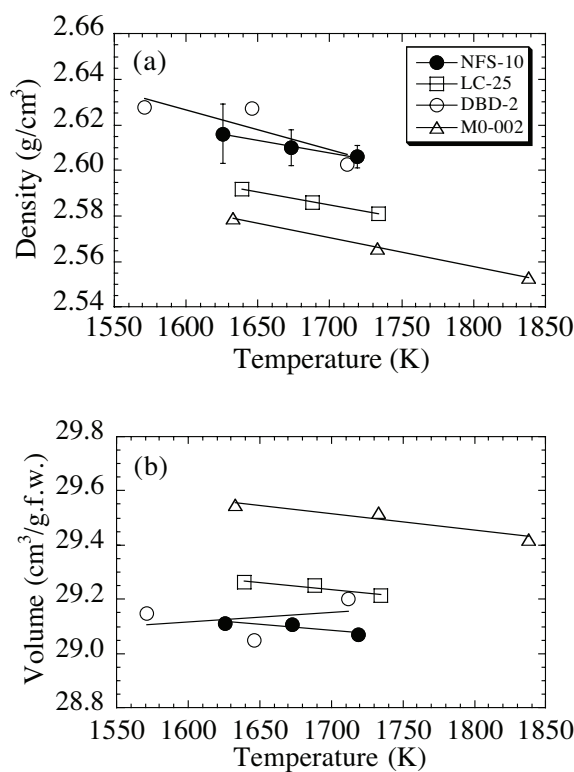 2.66
2.64
2.62
2.60
2.58
2.56
2.54
Density (g/cm³)
(a)
NFS-10
LC-25
DBD-2
M0-002
1550 1600 1650 1700 1750 1800 1850
Temperature (K)
29.8
29.6
29.4
29.2
29.0
28.8
Volume (cm³/g.f.w.)
(b)
1550 1600 1650 1700 1750 1800 1850
Temperature (K)